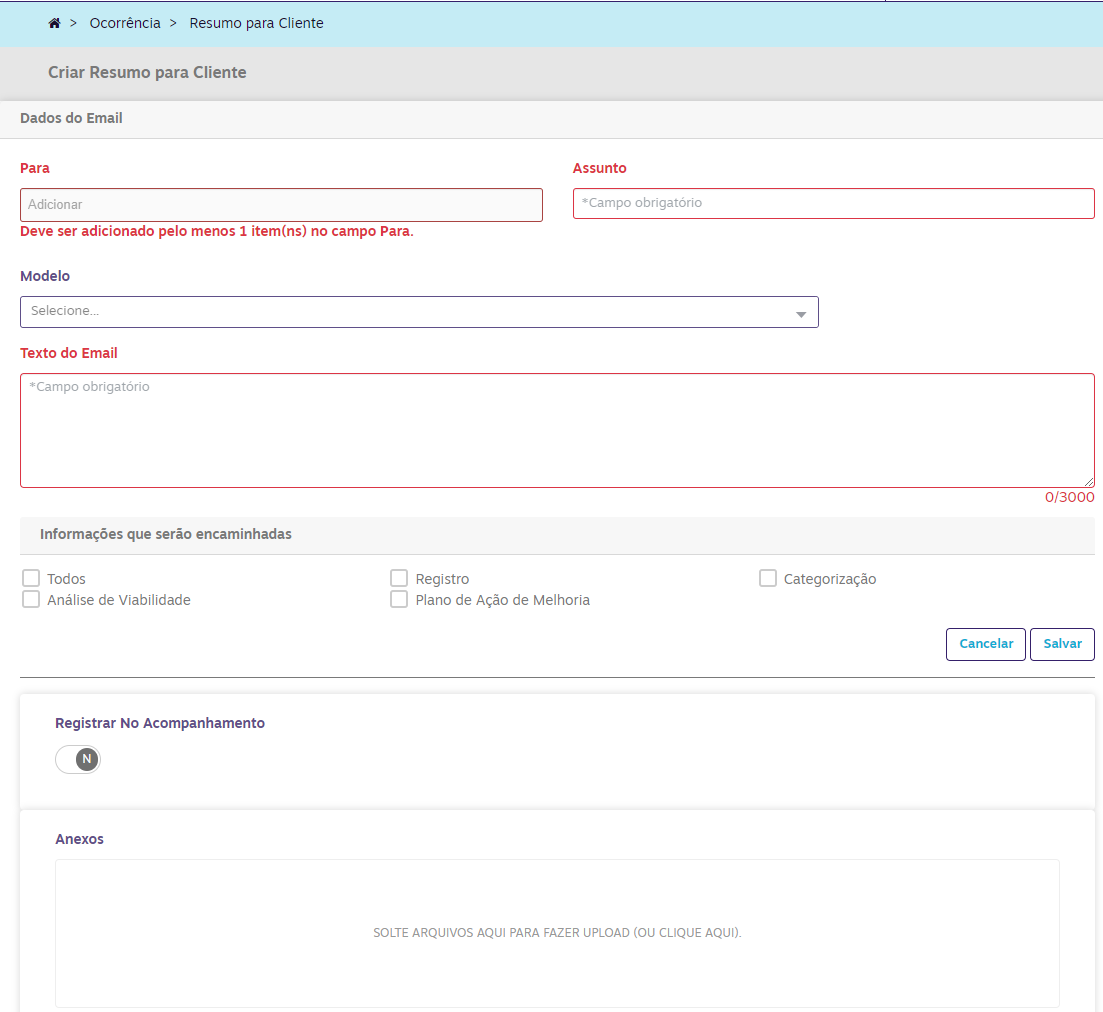 > Ocorrência > Resumo para Cliente
Criar Resumo para Cliente
Dados do Email
Para
Assunto
Adicionar
*Campo obrigatório
Deve ser adicionado pelo menos 1 item(ns) no campo Para.
Modelo
Selecione...
Texto do Email
*Campo obrigatório
0/3000
Informações que serão encaminhadas
Todos
Registro
Categorização
Análise de Viabilidade
Plano de Ação de Melhoria
Cancelar
Salvar
Registrar No Acompanhamento
N
Anexos
SOLTE ARQUIVOS AQUI PARA FAZER UPLOAD (OU CLIQUE AQUI).